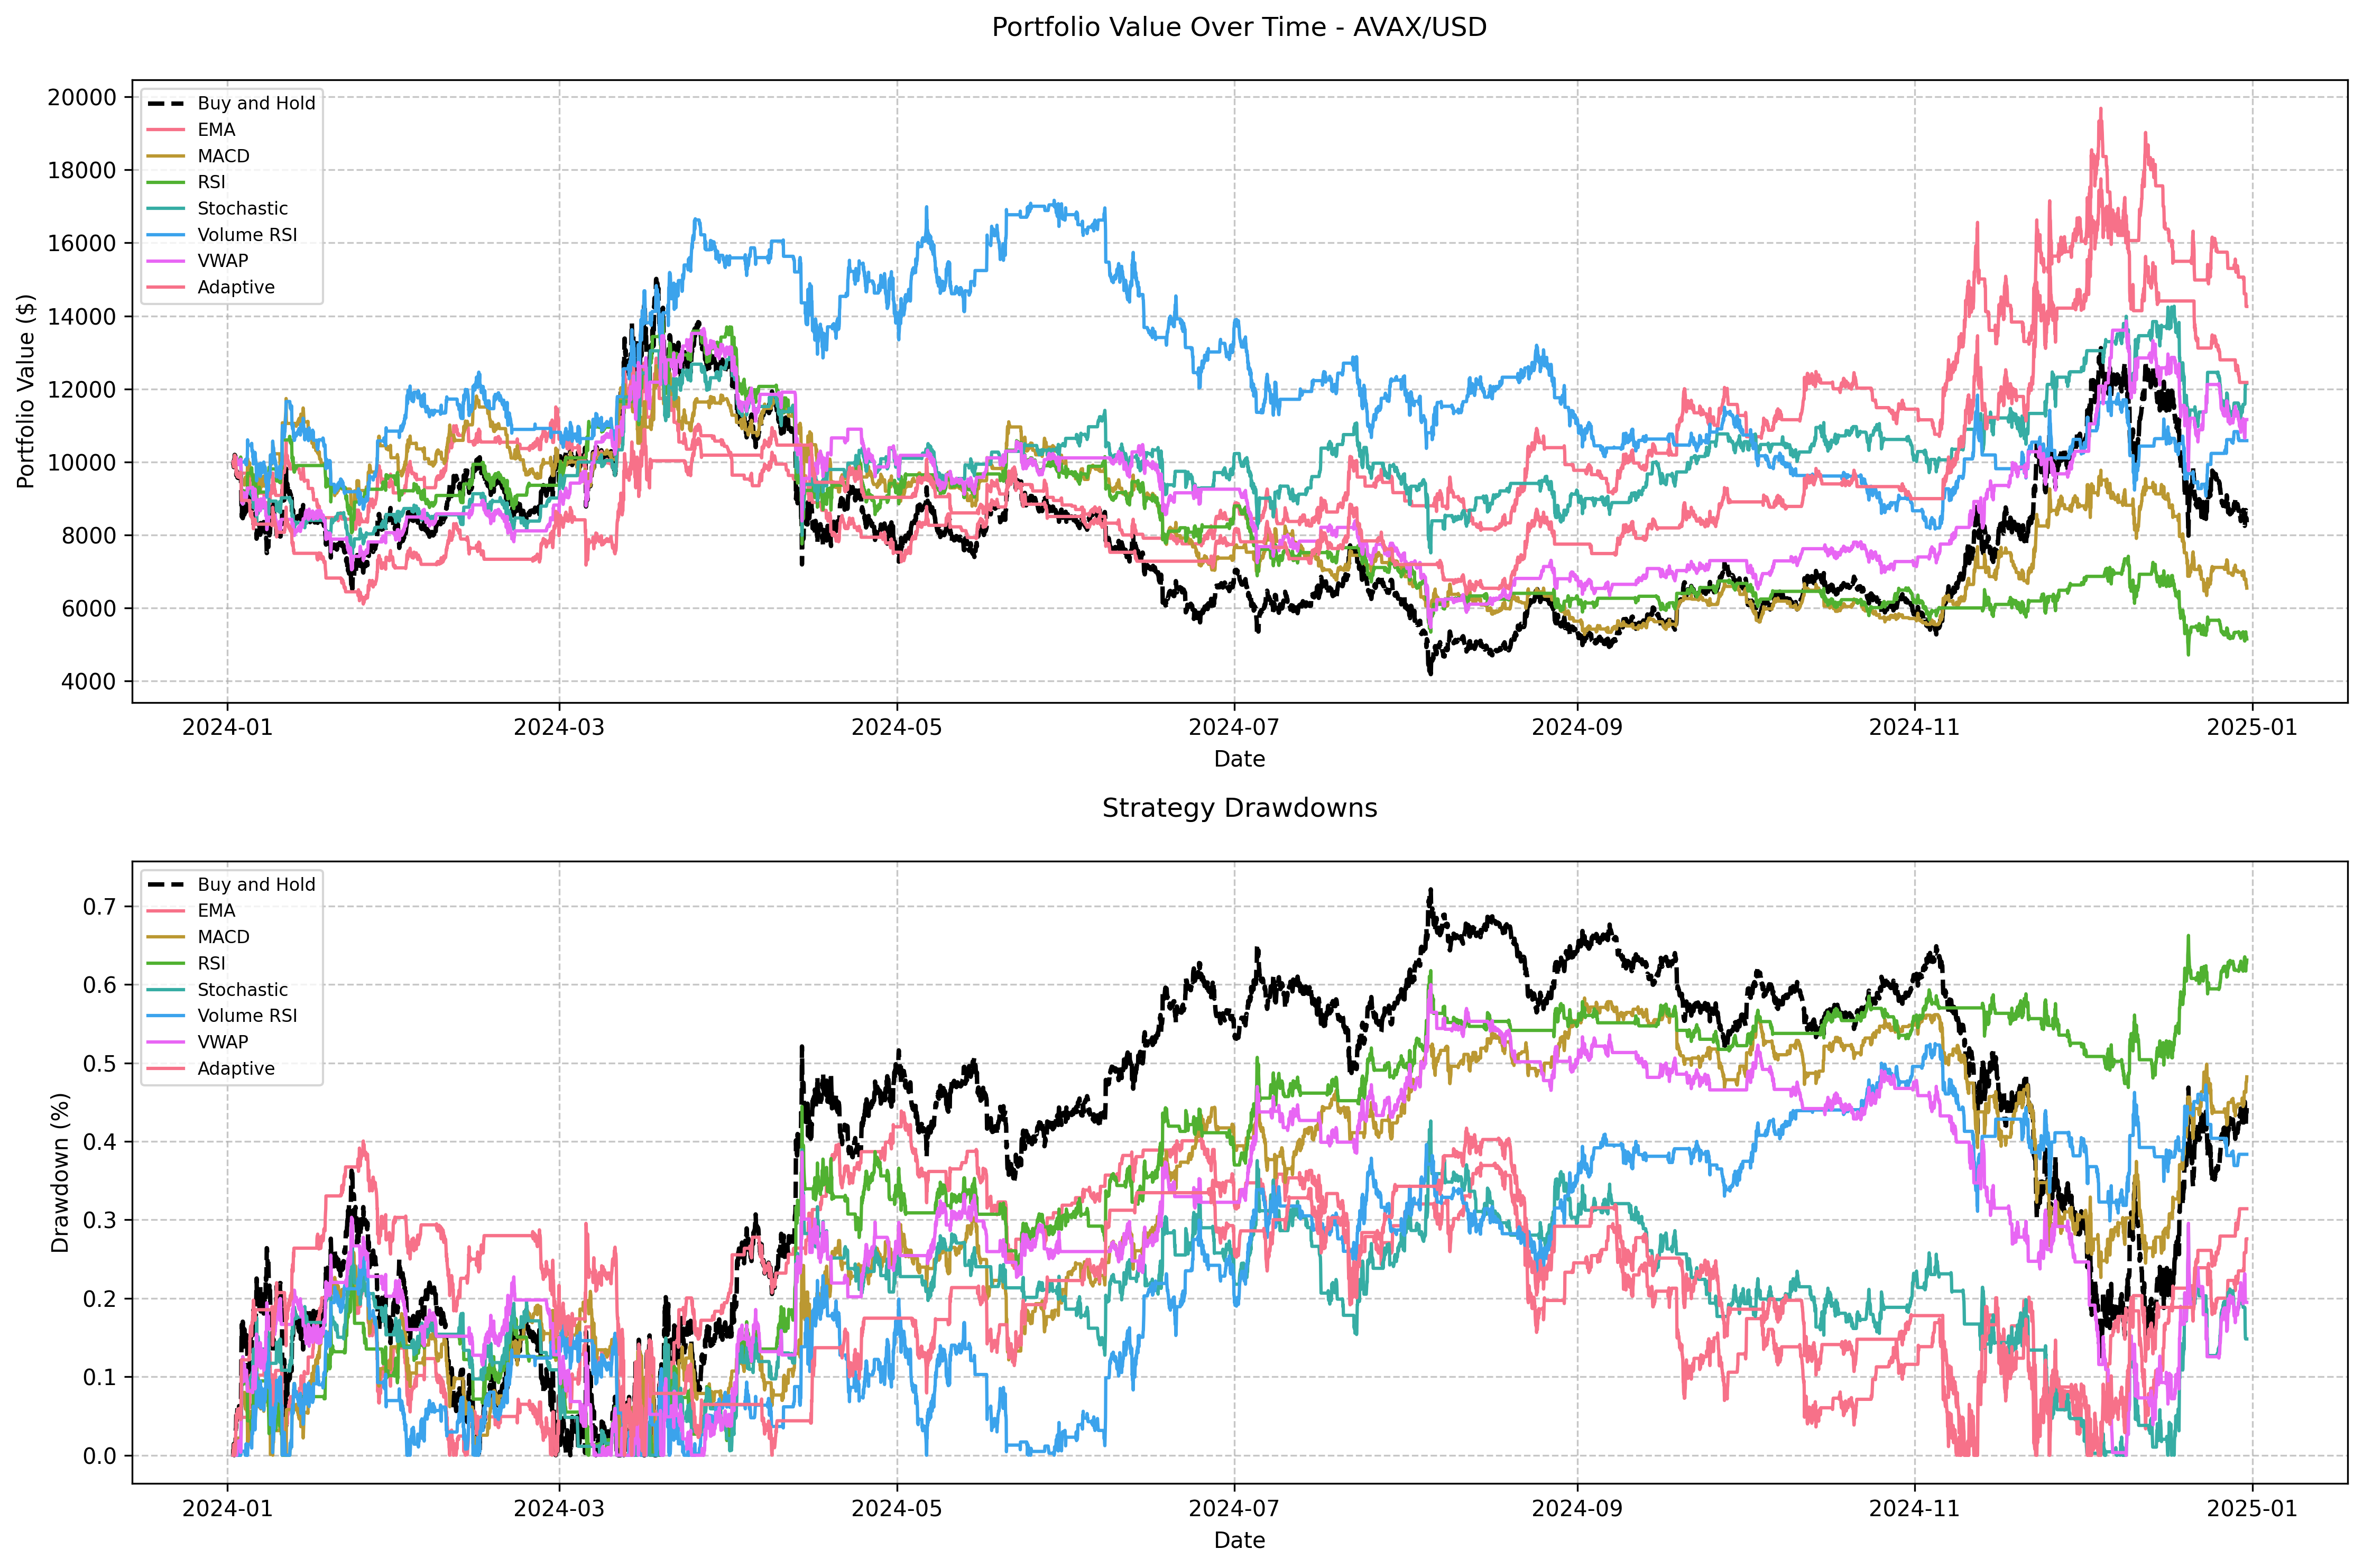 Portfolio Value Over Time - AVAX/USD
Portfolio Value ($)
20000
18000
16000
14000
12000
10000
8000
6000
4000
Buy and Hold
EMA
MACD
RSI
Stochastic
Volume RSI
VWAP
Adaptive
2024-01
2024-03
2024-05
2024-07
2024-09
2024-11
2025-01
Date
Strategy Drawdowns
Drawdown (%)
0.7
0.6
0.5
0.4
0.3
0.2
0.1
0.0
Buy and Hold
EMA
MACD
RSI
Stochastic
Volume RSI
VWAP
Adaptive
2024-01
2024-03
2024-05
2024-07
2024-09
2024-11
2025-01
Date